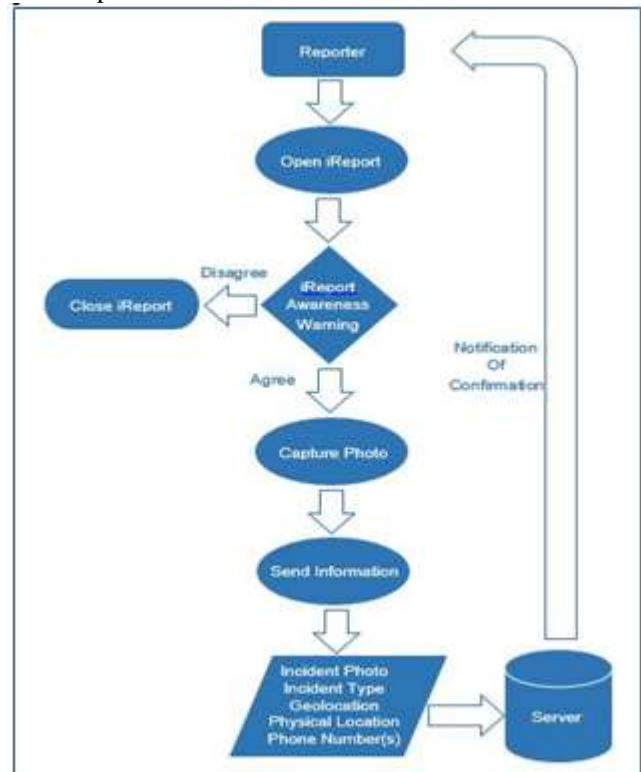 Reporter
Open iReport
Disagree
Close iReport
iReport
Awareness
Warning
Agree
Notification
Of
Confirmation
Capture Photo
Send Information
Incident Photo
Incident Type
Geolocation
Physical Location
Phone Number(s)
Server